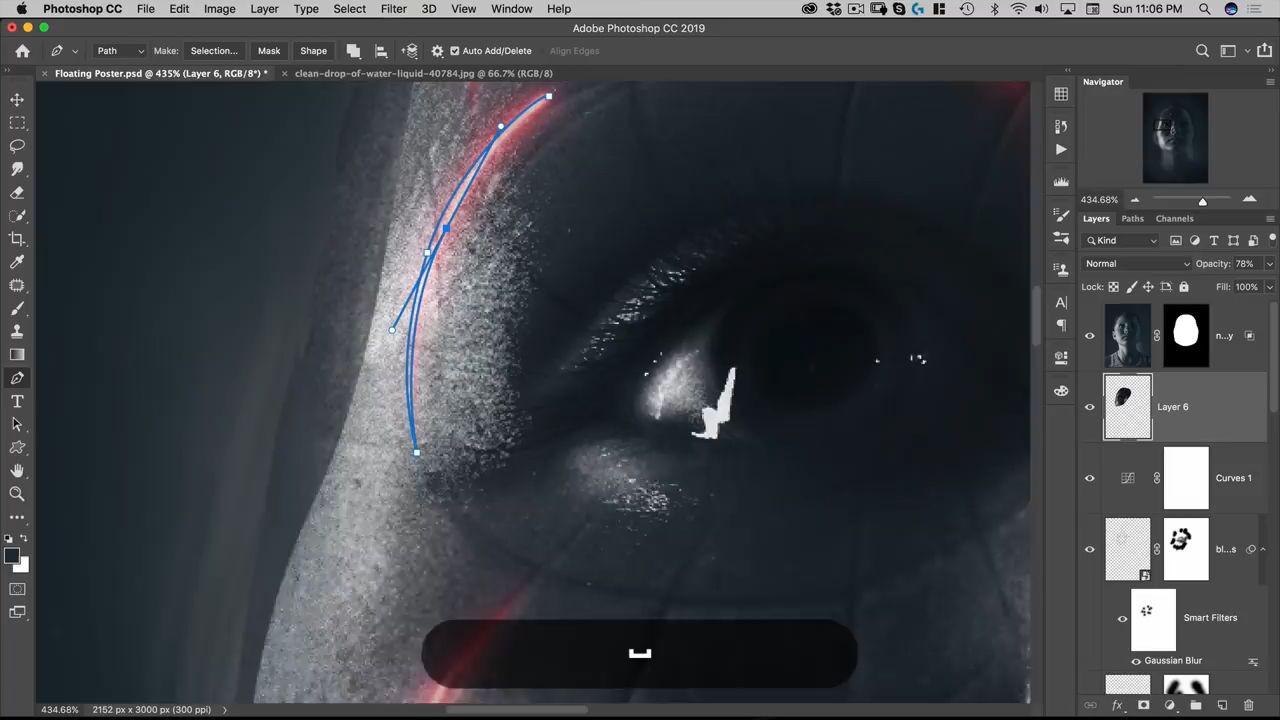 Photoshop CC File Edit Image Layer Type Select Filter 3D View Window Help Sun 11:06 PM
Adobe Photoshop CC 2019
Path Make: Selection... Mask Shape Auto Add/Delete Align Edges
Floating Poster.psd @ 435% (Layer 6, RGB/8*) * clean-drop-of-water-liquid-40784.jpg @ 66.7% (RGB/8)
Navigator
434.68%
Layers Paths Channels
Kind
Normal Opacity: 78%
Lock: Fill: 100%
n...y
Layer 6
Curves 1
bl...s
Smart Filters
Gaussian Blur
434.68% 2152 px x 3000 px (300 ppi)
fx